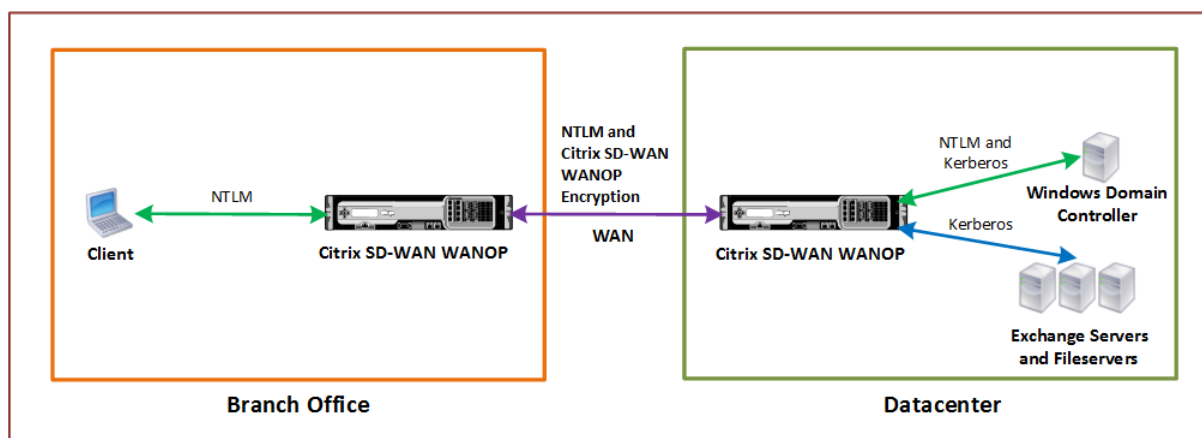 NTLM
Client
Citrix SD-WAN WANOP
Branch Office
NTLM and
Citrix SD-WAN
WANOP
Encryption
WAN
Citrix SD-WAN WANOP
NTLM and
Kerberos
Windows Domain
Controller
Kerberos
Exchange Servers
and Fileservers
Datacenter